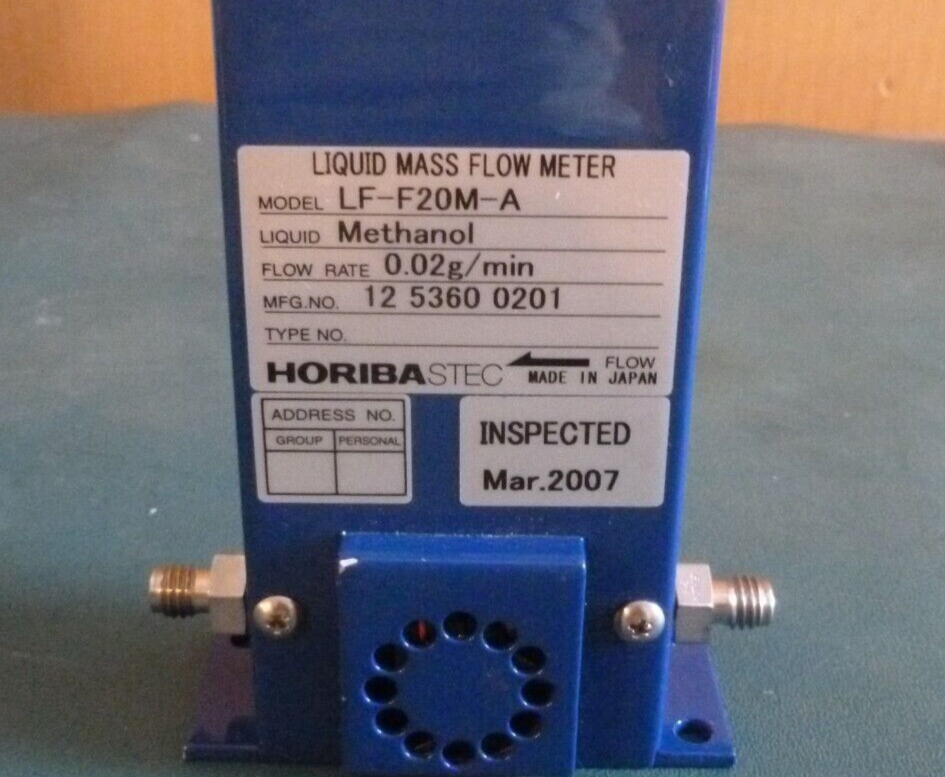 LIQUID MASS FLOW METER
MODEL LF-F20M-A
LIQUID Methanol
FLOW RATE 0.02g/min
MFG.NO. 12 5360 0201
TYPE NO.
HORIBASTEC FLOW
MADE IN JAPAN
ADDRESS NO.
GROUP PERSONAL
INSPECTED
Mar.2007